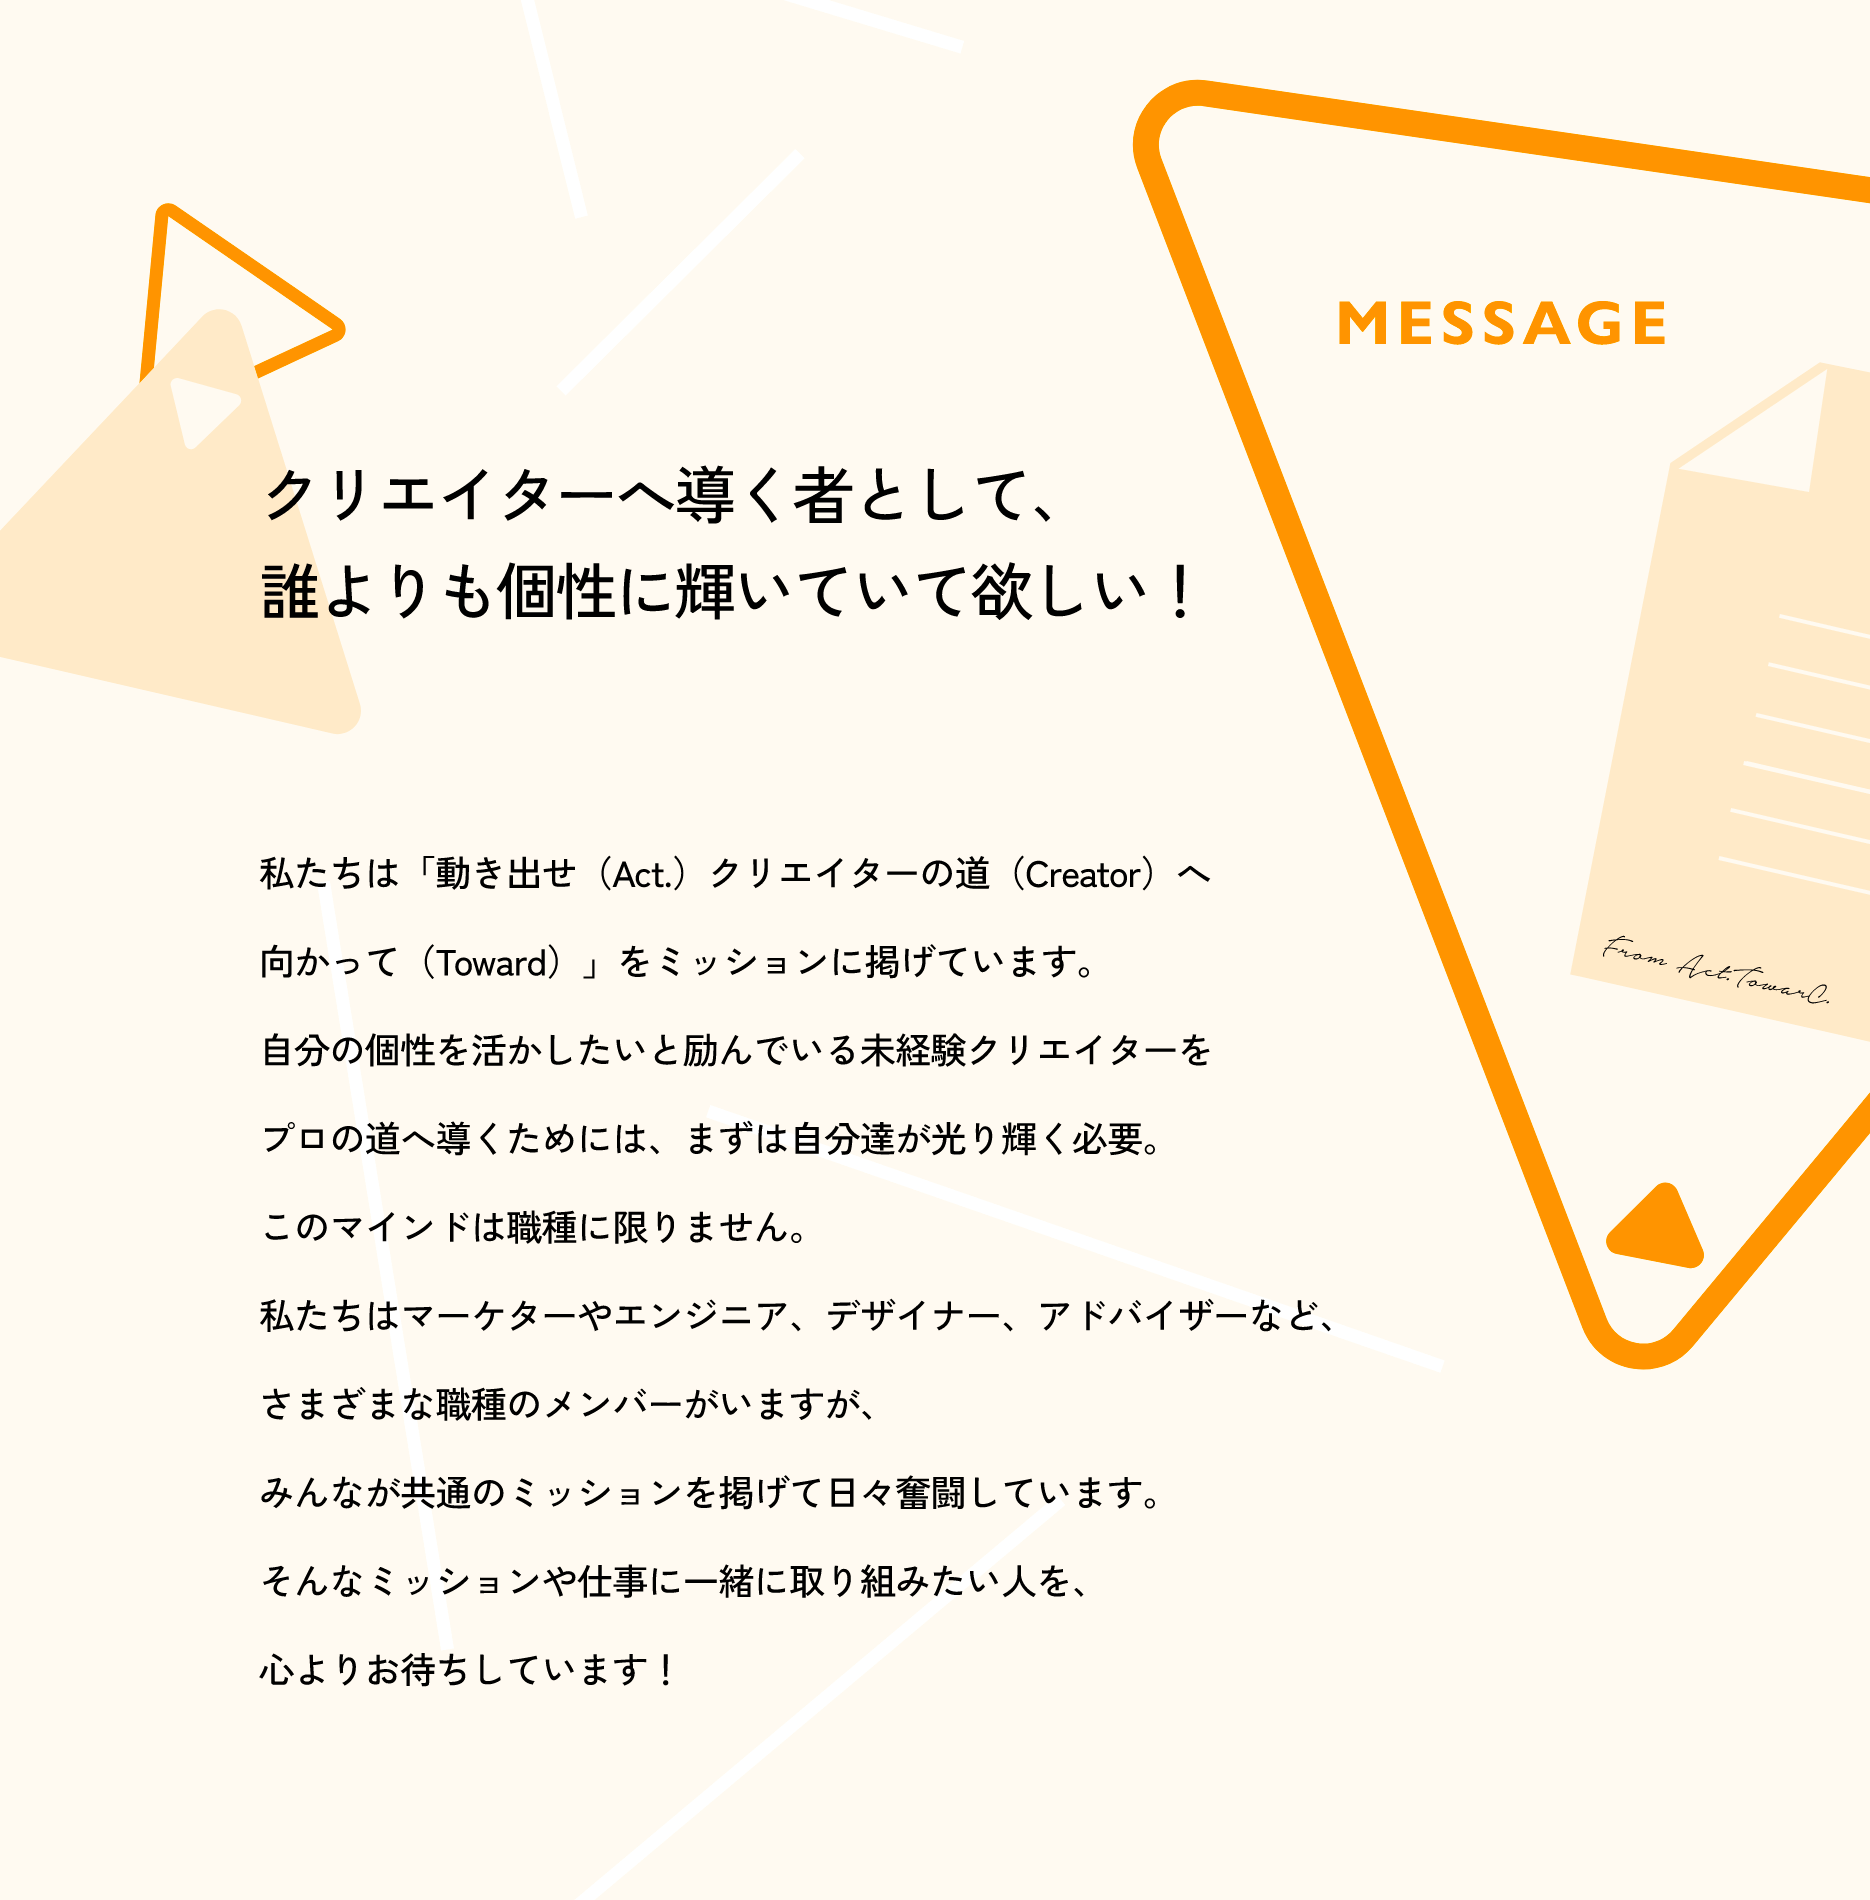 MESSAGE
クリエイターへ導く者として、
誰よりも個性に輝いていて欲しい！
私たちは「動き出せ（Act.）クリエイターの道（Creator）へ
向かって（Toward）」をミッションに掲げています。
自分の個性を活かしたいと励んでいる未経験クリエイターを
プロの道へ導くためには、まずは自分達が光り輝く必要。
このマインドは職種に限りません。
私たちはマーケターやエンジニア、デザイナー、アドバイザーなど、
さまざまな職種のメンバーがいますが、
みんなが共通のミッションを掲げて日々奮闘しています。
そんなミッションや仕事に一緒に取り組みたい人を、
心よりお待ちしています！
From Act.TowarC.